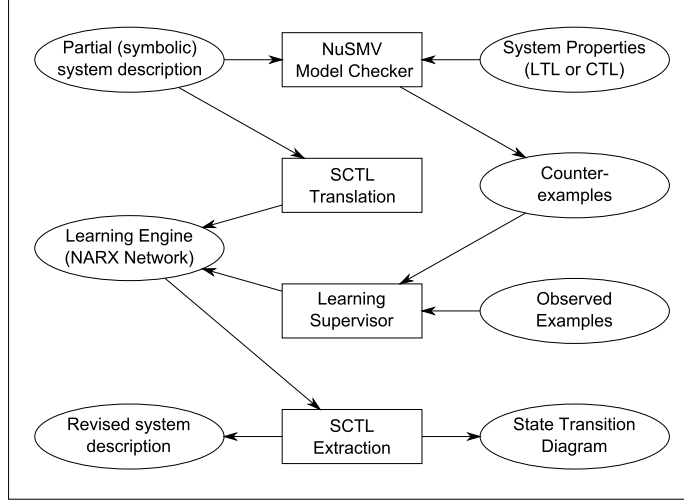 Partial (symbolic)
system description
NuSMV
Model Checker
System Properties
(LTL or CTL)
SCTL
Translation
Counter-
examples
Learning Engine
(NARX Network)
Learning
Supervisor
Observed
Examples
Revised system
description
SCTL
Extraction
State Transition
Diagram